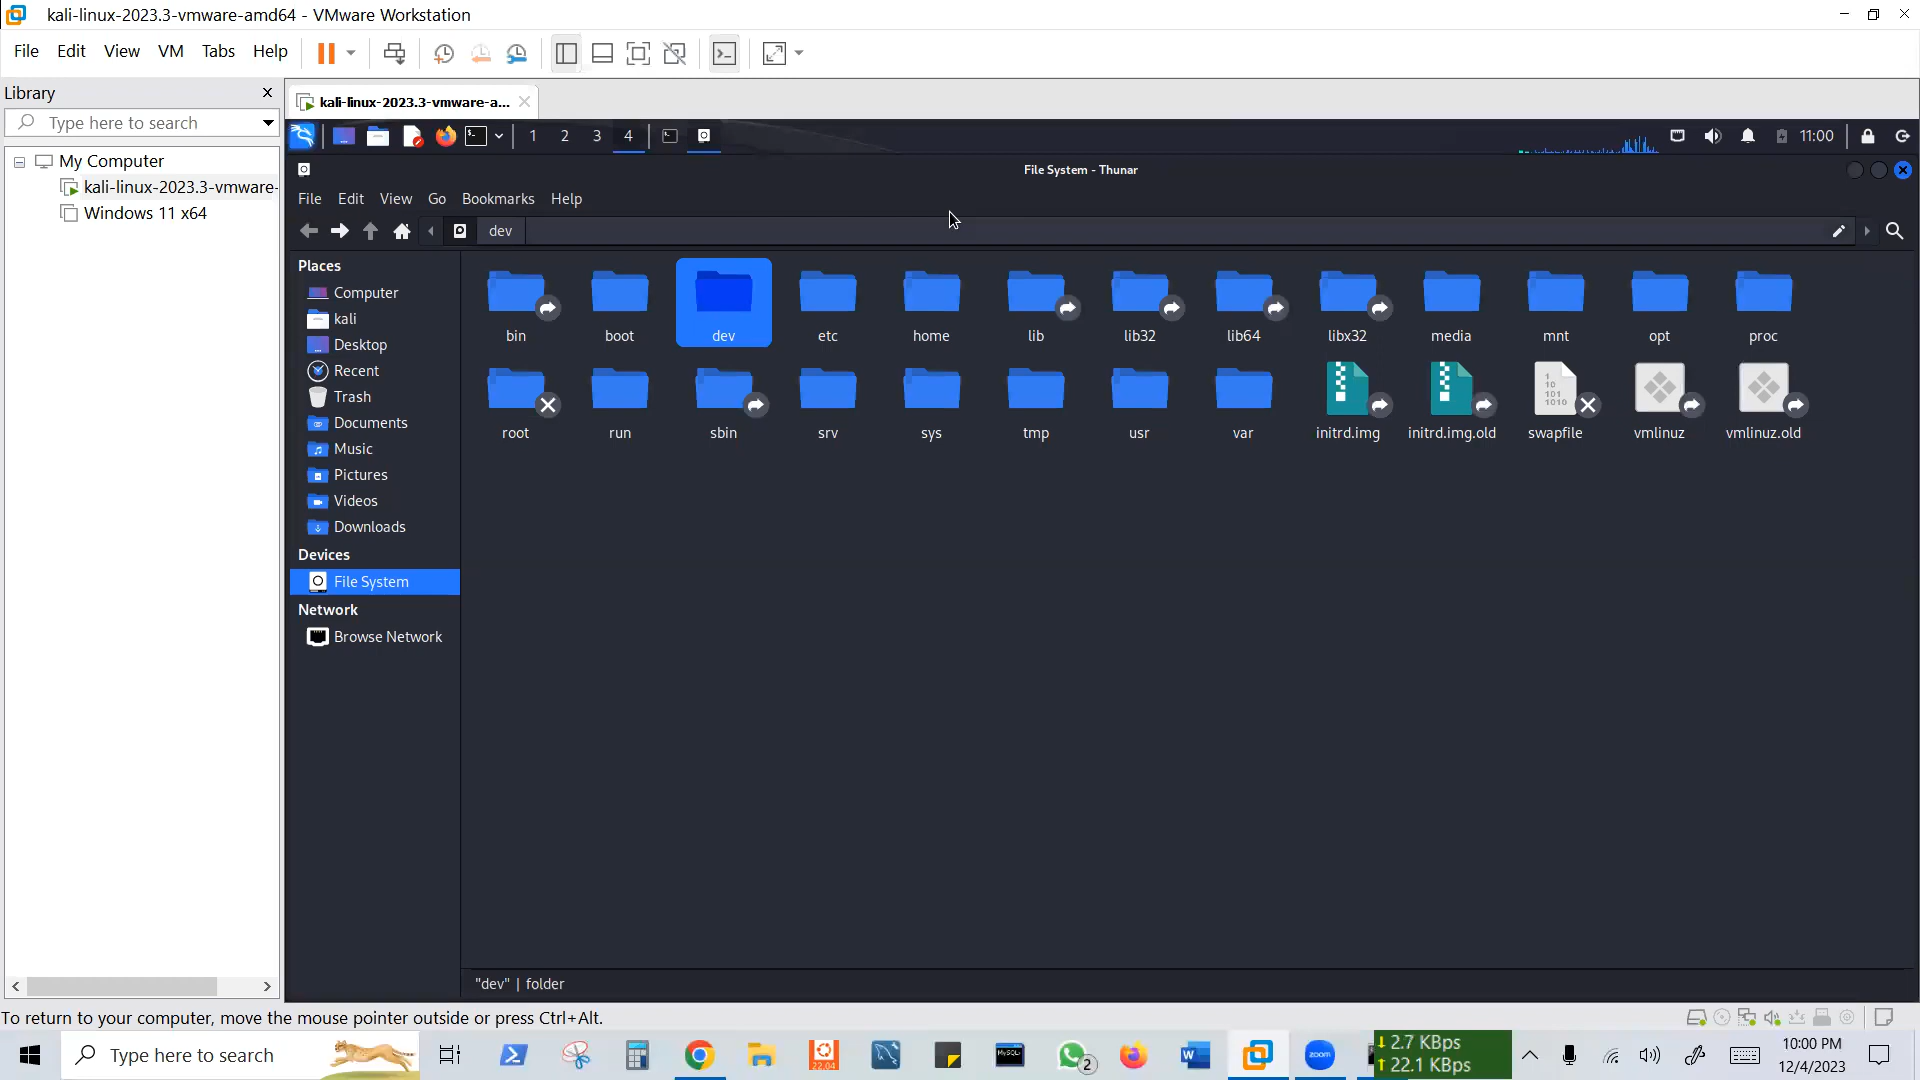 kali-linux-2023.3-vmware-amd64 - VMware Workstation
File Edit View VM Tabs Help
Library
Type here to search
My Computer
kali-linux-2023.3-vmware-
Windows 11 x64
kali-linux-2023.3-vmware-a...
1 2 3 4
11:00
File System - Thunar
File Edit View Go Bookmarks Help
dev
Places
Computer
kali
Desktop
Recent
Trash
Documents
Music
Pictures
Videos
Downloads
Devices
File System
Network
Browse Network
bin boot dev etc home lib lib32 lib64 libx32 media mnt opt proc
root run sbin srv sys tmp usr var initrd.img initrd.img.old swapfile vmlinuz vmlinuz.old
"dev" | folder
To return to your computer, move the mouse pointer outside or press Ctrl+Alt.
Type here to search
22.04
MySQL
2
zoom
2.7 KBps
22.1 KBps
10:00 PM
12/4/2023